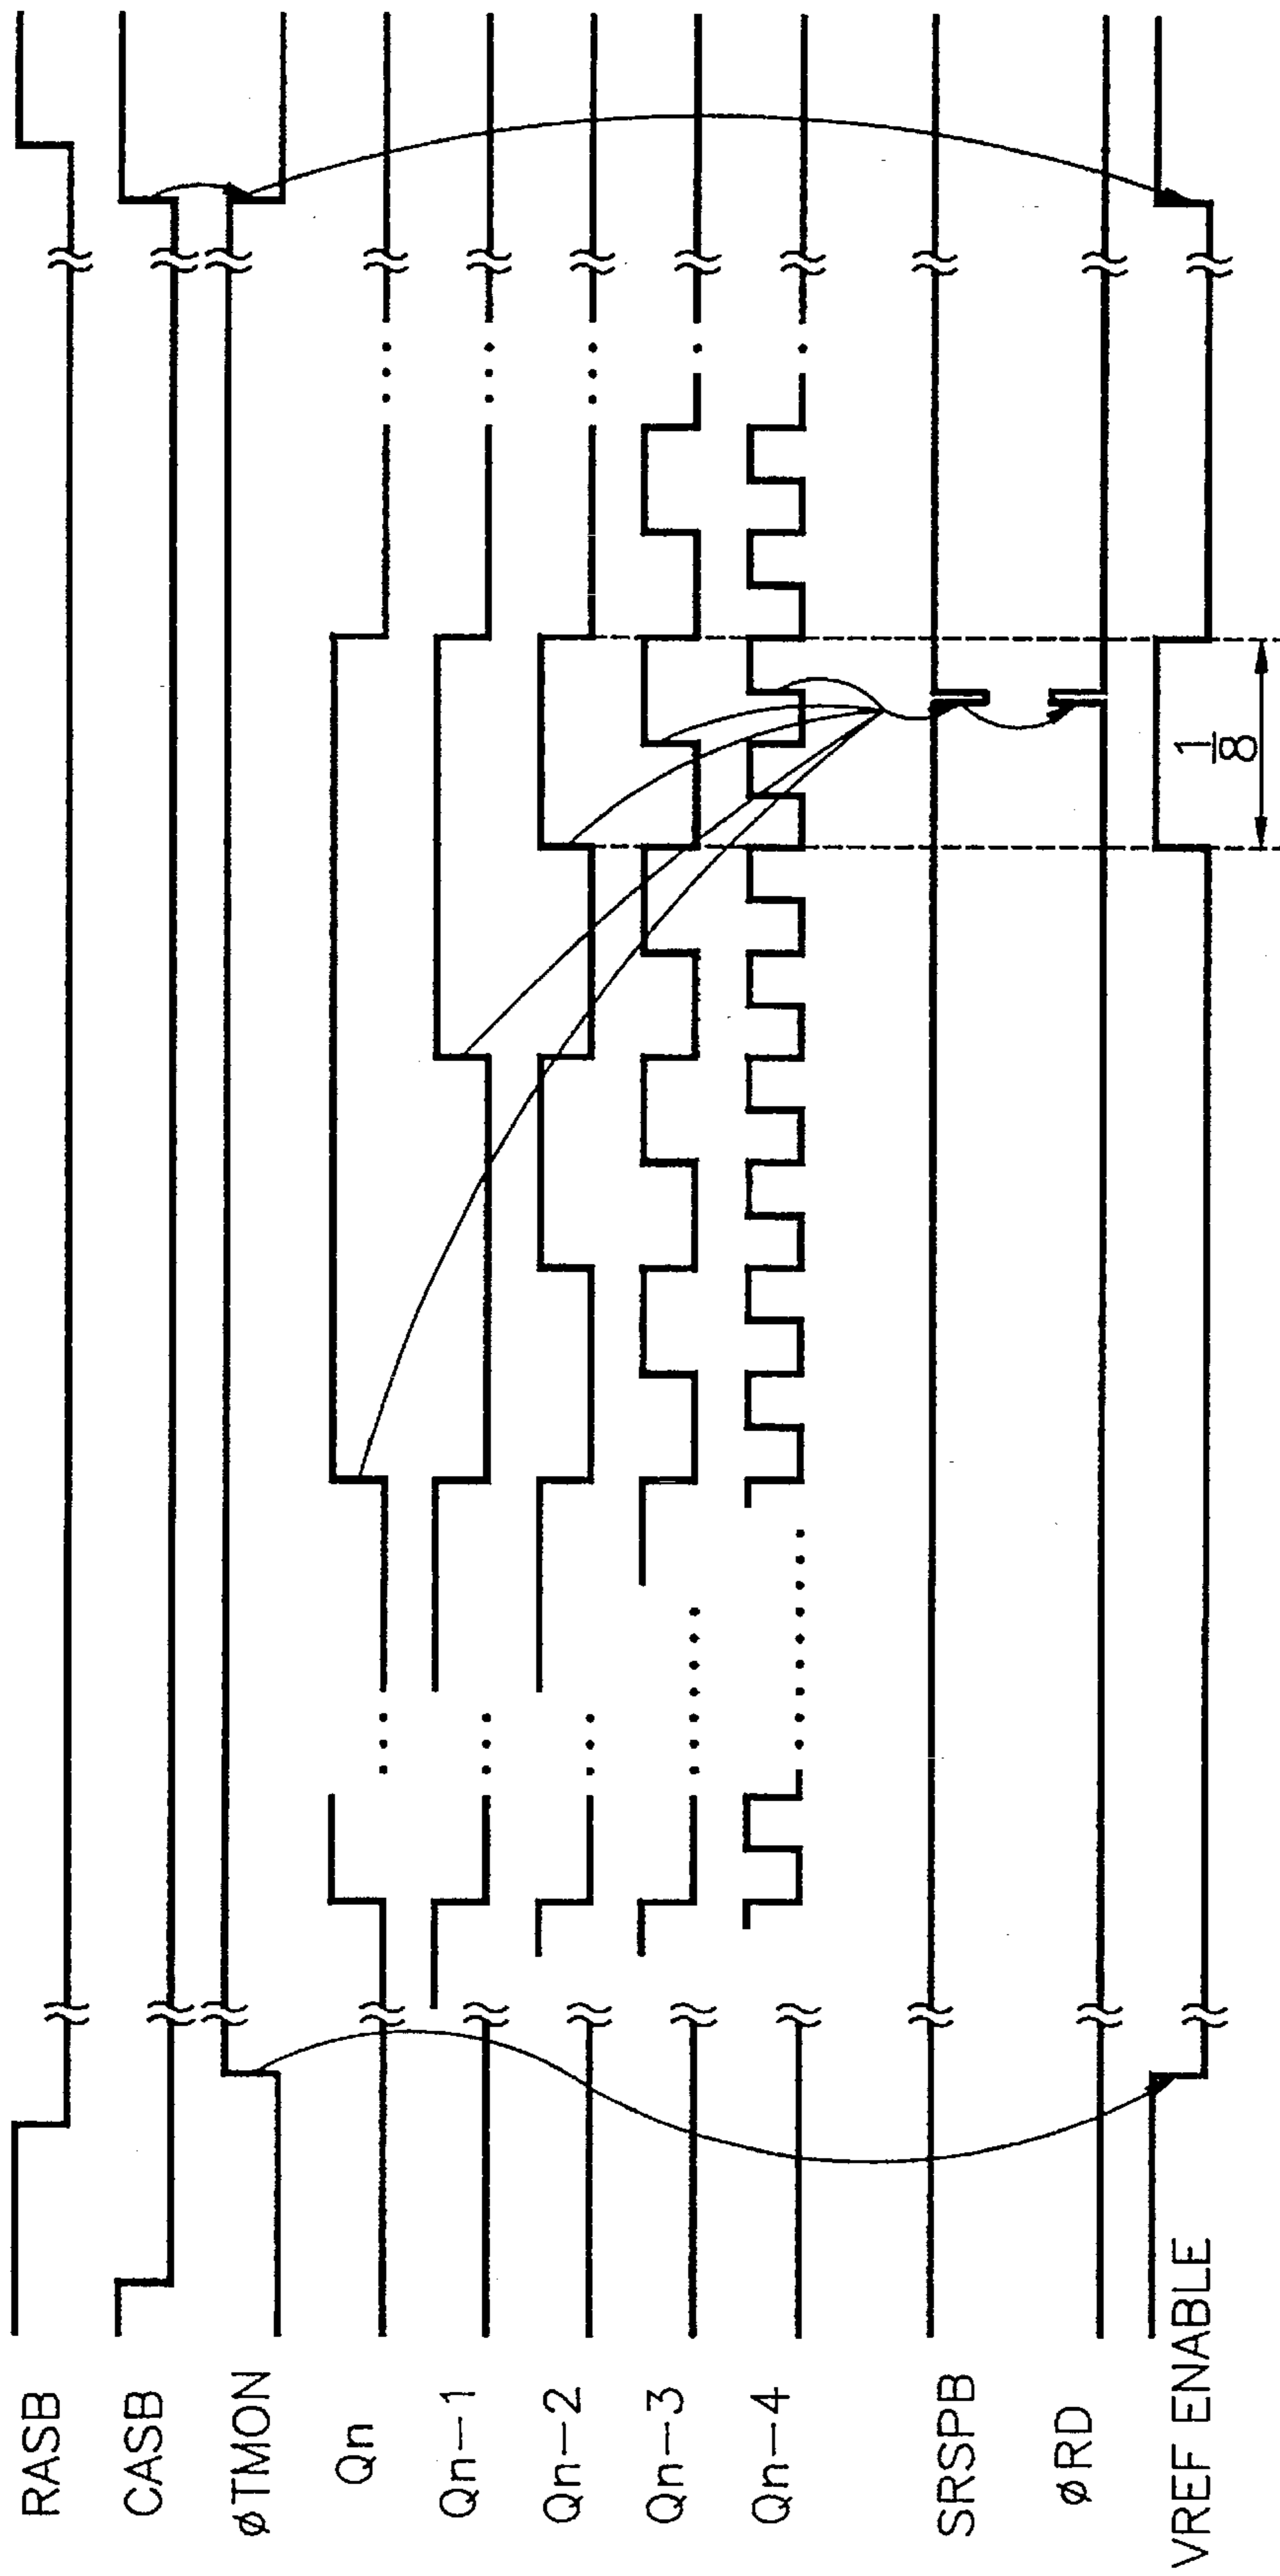 RASB
CASB
øTMON
Qn
Qn-1
Qn-2
Qn-3
Qn-4
SRSPB
øRD
VREF ENABLE
1/8